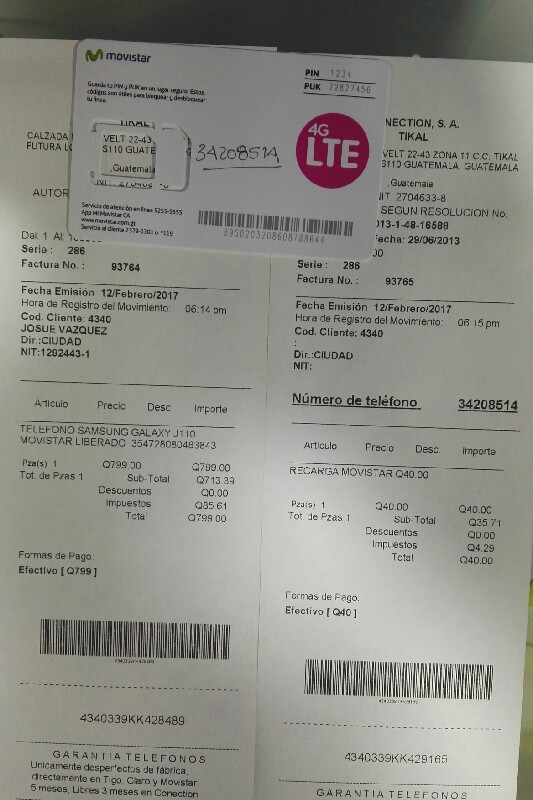 movistar
Guarda tu PIN y PUK en un lugar seguro. Estos
códigos son útiles para bloquear y desbloquear
tu línea.
PIN 1234
PUK 72827456
VELT 22-43
S110 GUATE
,Guatemala
34208514
4G
LTE
Servicio de atención en línea 5255-5555
App Mi Movistar CA
www.movistar.com.gt
Servicio al cliente 2379-1301 o *119
8950203208608788644
CALZADA
FUTURA
AUTOR
Del: 1 Al:
Serie : 286
Factura No. : 93764
Fecha Emisión 12/Febrero/2017
Hora de Registro del Movimiento: 06:14 pm
Cod. Cliente: 4340
JOSUE VAZQUEZ
Dir.:CIUDAD
NIT:1292443-1
Articulo Precio Desc. Importe
TELEFONO SAMSUNG GALAXY J110
MOVISTAR LIBERADO 354728080483843
Pza(s) 1 Q799.00 Q799.00
Tot. de Pzas 1 Sub-Total Q713.39
Descuentos Q0.00
Impuestos Q85.61
Total Q799.00
Formas de Pago:
Efectivo [ Q799 ]
4340339KK428489
4340339KK428489
GARANTIA TELEFONOS
Unicamente desperfectos de fábrica,
directamente en Tigo, Claro y Movistar
5 meses, Libres 3 meses en Conection
NECTION, S. A.
TIKAL
VELT 22-43 ZONA 11 C.C. TIKAL
S110 GUATEMALA, GUATEMALA
,Guatemala
NIT: 2704633-8
SEGUN RESOLUCION No.
013-1-48-16588
Fecha: 29/06/2013
Serie : 286
Factura No. : 93765
Fecha Emisión 12/Febrero/2017
Hora de Registro del Movimiento: 06:15 pm
Cod. Cliente: 4340
:
Dir.:CIUDAD
NIT:
Número de teléfono 34208514
Articulo Precio Desc. Importe
RECARGA MOVISTAR Q40.00
Pza(s) 1 Q40.00 Q40.00
Tot. de Pzas 1 Sub-Total Q35.71
Descuentos Q0.00
Impuestos Q4.29
Total Q40.00
Formas de Pago:
Efectivo [ Q40 ]
4340339KK429165
4340339KK429165
GARANTIA TELEFONOS